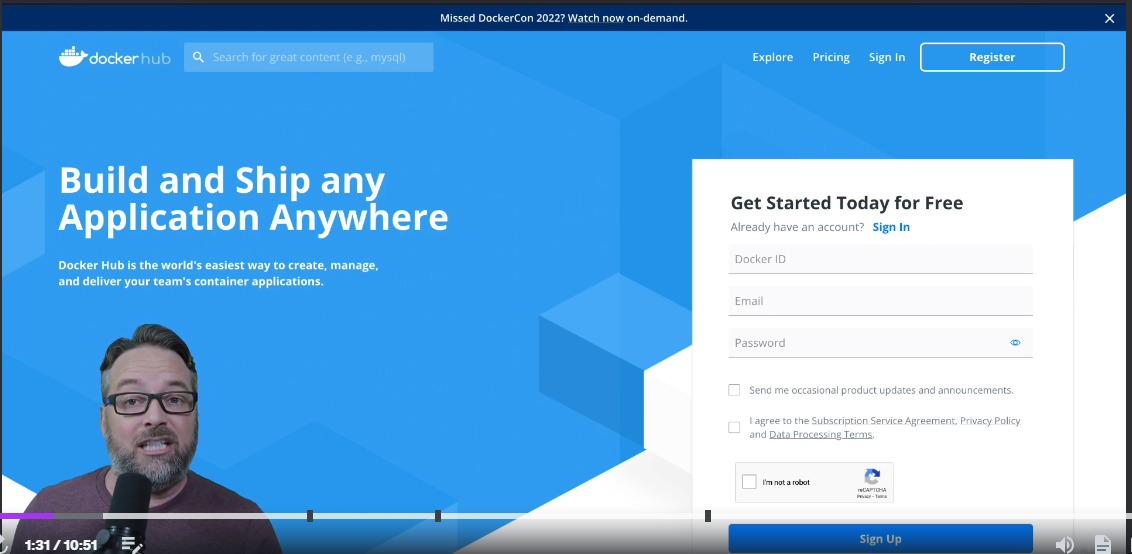 Missed DockerCon 2022? Watch now on-demand.
docker hub
Search for great content (e.g., mysql)
Explore
Pricing
Sign In
Register
Build and Ship any
Application Anywhere
Docker Hub is the world's easiest way to create, manage,
and deliver your team's container applications.
Get Started Today for Free
Already have an account? Sign In
Docker ID
Email
Password
Send me occasional product updates and announcements.
I agree to the Subscription Service Agreement, Privacy Policy
and Data Processing Terms.
I'm not a robot
reCAPTCHA
Privacy - Terms
Sign Up
1:31 / 10:51